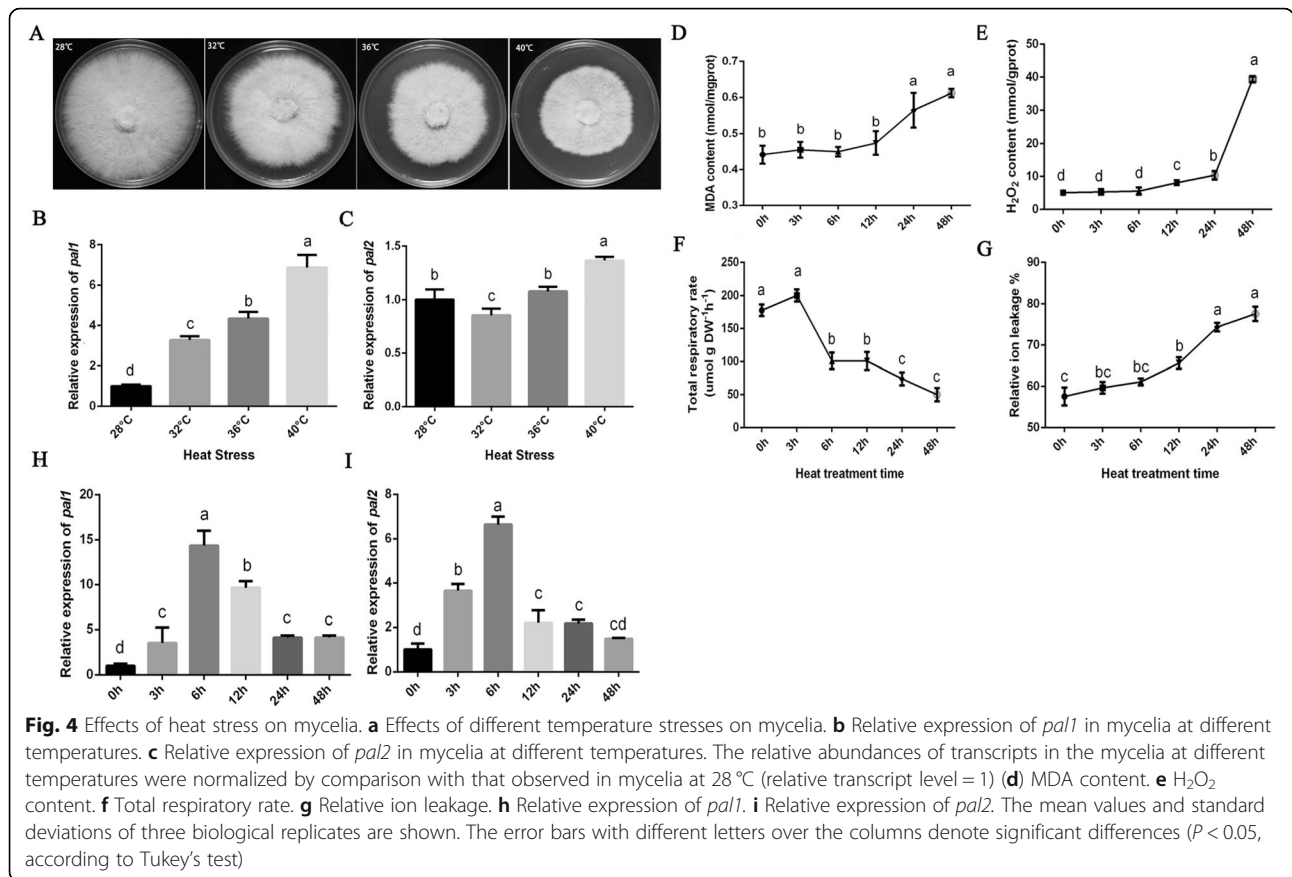 A
28℃
32℃
36℃
40℃
B
Relative expression of pal1
8
6
4
2
0
d
c
b
a
28°C
32°C
36°C
40°C
Heat Stress
C
Relative expression of pal2
1.5
1.0
0.5
0.0
b
c
b
a
28°C
32°C
36°C
40°C
Heat Stress
D
MDA content (nmol/mgprot)
0.7
0.6
0.5
0.4
0.3
b
b
b
b
a
a
0h
3h
6h
12h
24h
48h
E
H₂O₂ content (mmol/gprot)
50
40
30
20
10
0
d
d
d
c
b
a
0h
3h
6h
12h
24h
48h
F
Total respiratory rate
(umol g DW⁻¹h⁻¹)
250
200
150
100
50
0
a
a
b
b
c
c
0h
3h
6h
12h
24h
48h
Heat treatment time
G
Relative ion leakage %
90
80
70
60
50
c
bc
bc
b
a
a
0h
3h
6h
12h
24h
48h
Heat treatment time
H
Relative expression of pal1
20
15
10
5
0
d
c
a
b
c
c
0h
3h
6h
12h
24h
48h
I
Relative expression of pal2
8
6
4
2
0
d
b
a
c
c
cd
0h
3h
6h
12h
24h
48h
Fig. 4 Effects of heat stress on mycelia. a Effects of different temperature stresses on mycelia. b Relative expression of pal1 in mycelia at different
temperatures. c Relative expression of pal2 in mycelia at different temperatures. The relative abundances of transcripts in the mycelia at different
temperatures were normalized by comparison with that observed in mycelia at 28 °C (relative transcript level = 1) (d) MDA content. e H₂O₂
content. f Total respiratory rate. g Relative ion leakage. h Relative expression of pal1. i Relative expression of pal2. The mean values and standard
deviations of three biological replicates are shown. The error bars with different letters over the columns denote significant differences (P < 0.05,
according to Tukey's test)